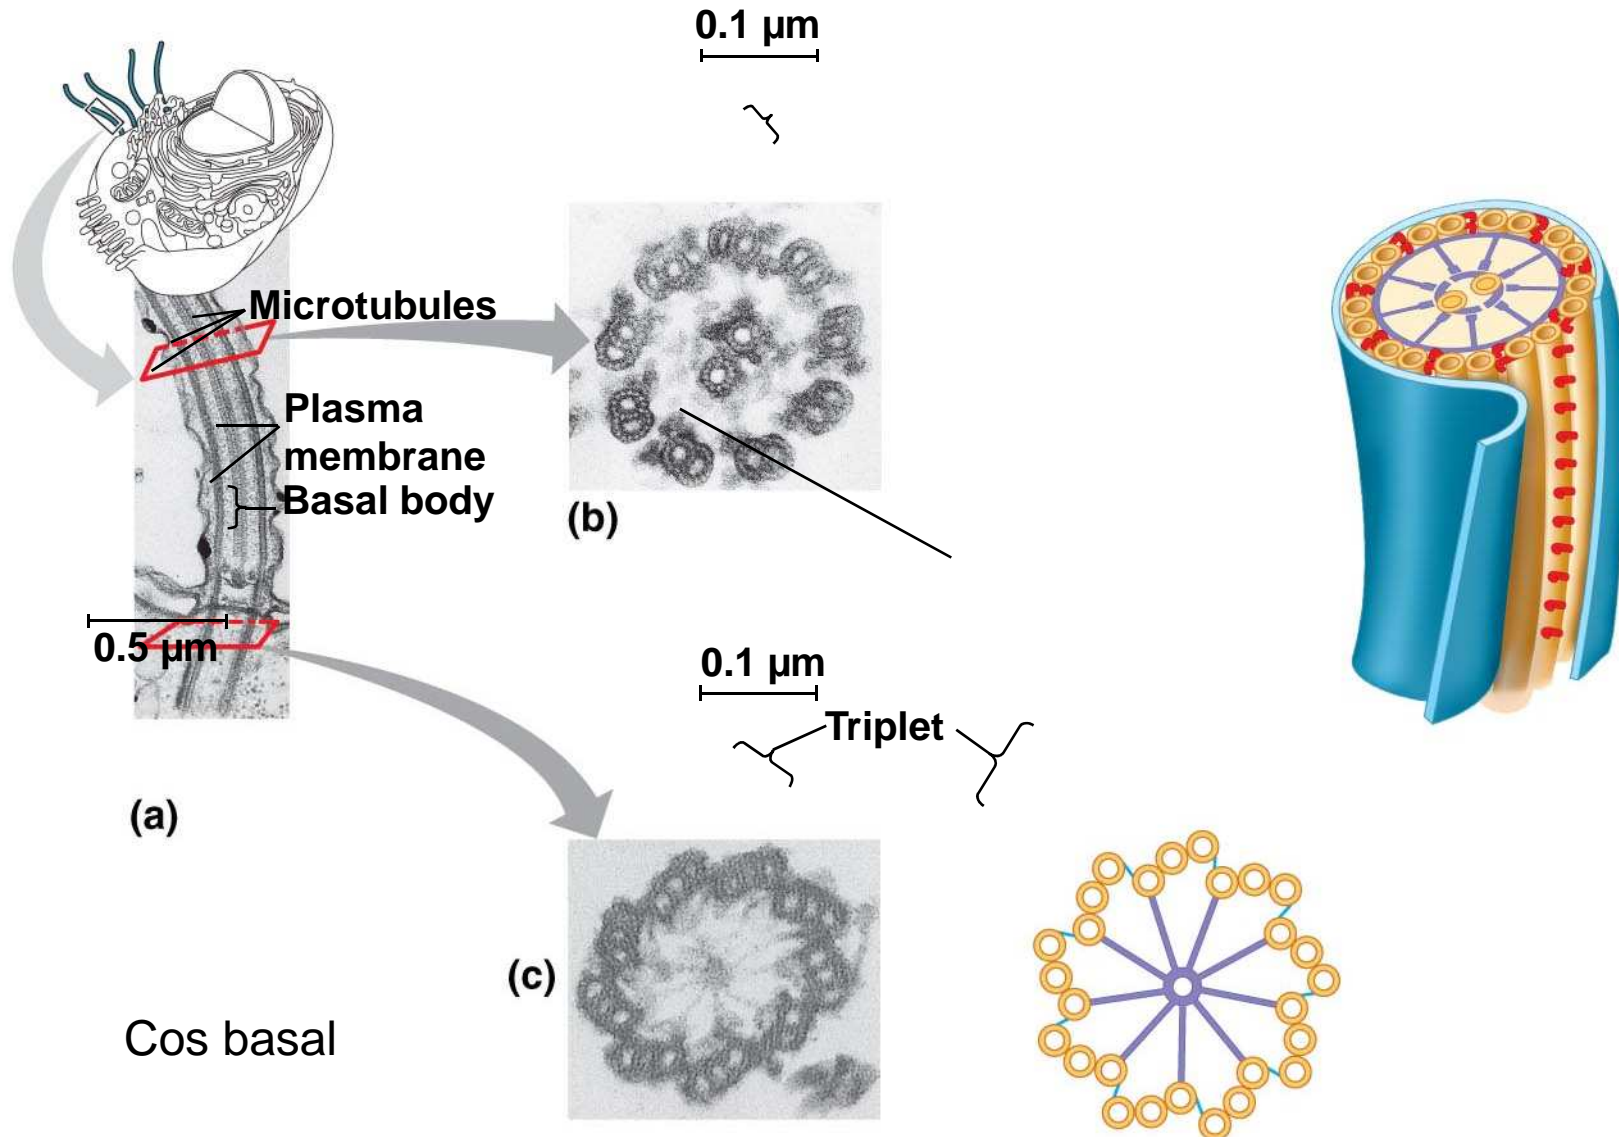 0.1 µm
Microtubules
Plasma
membrane
Basal body
(b)
0.5 µm
0.1 µm
Triplet
(a)
(c)
Cos basal